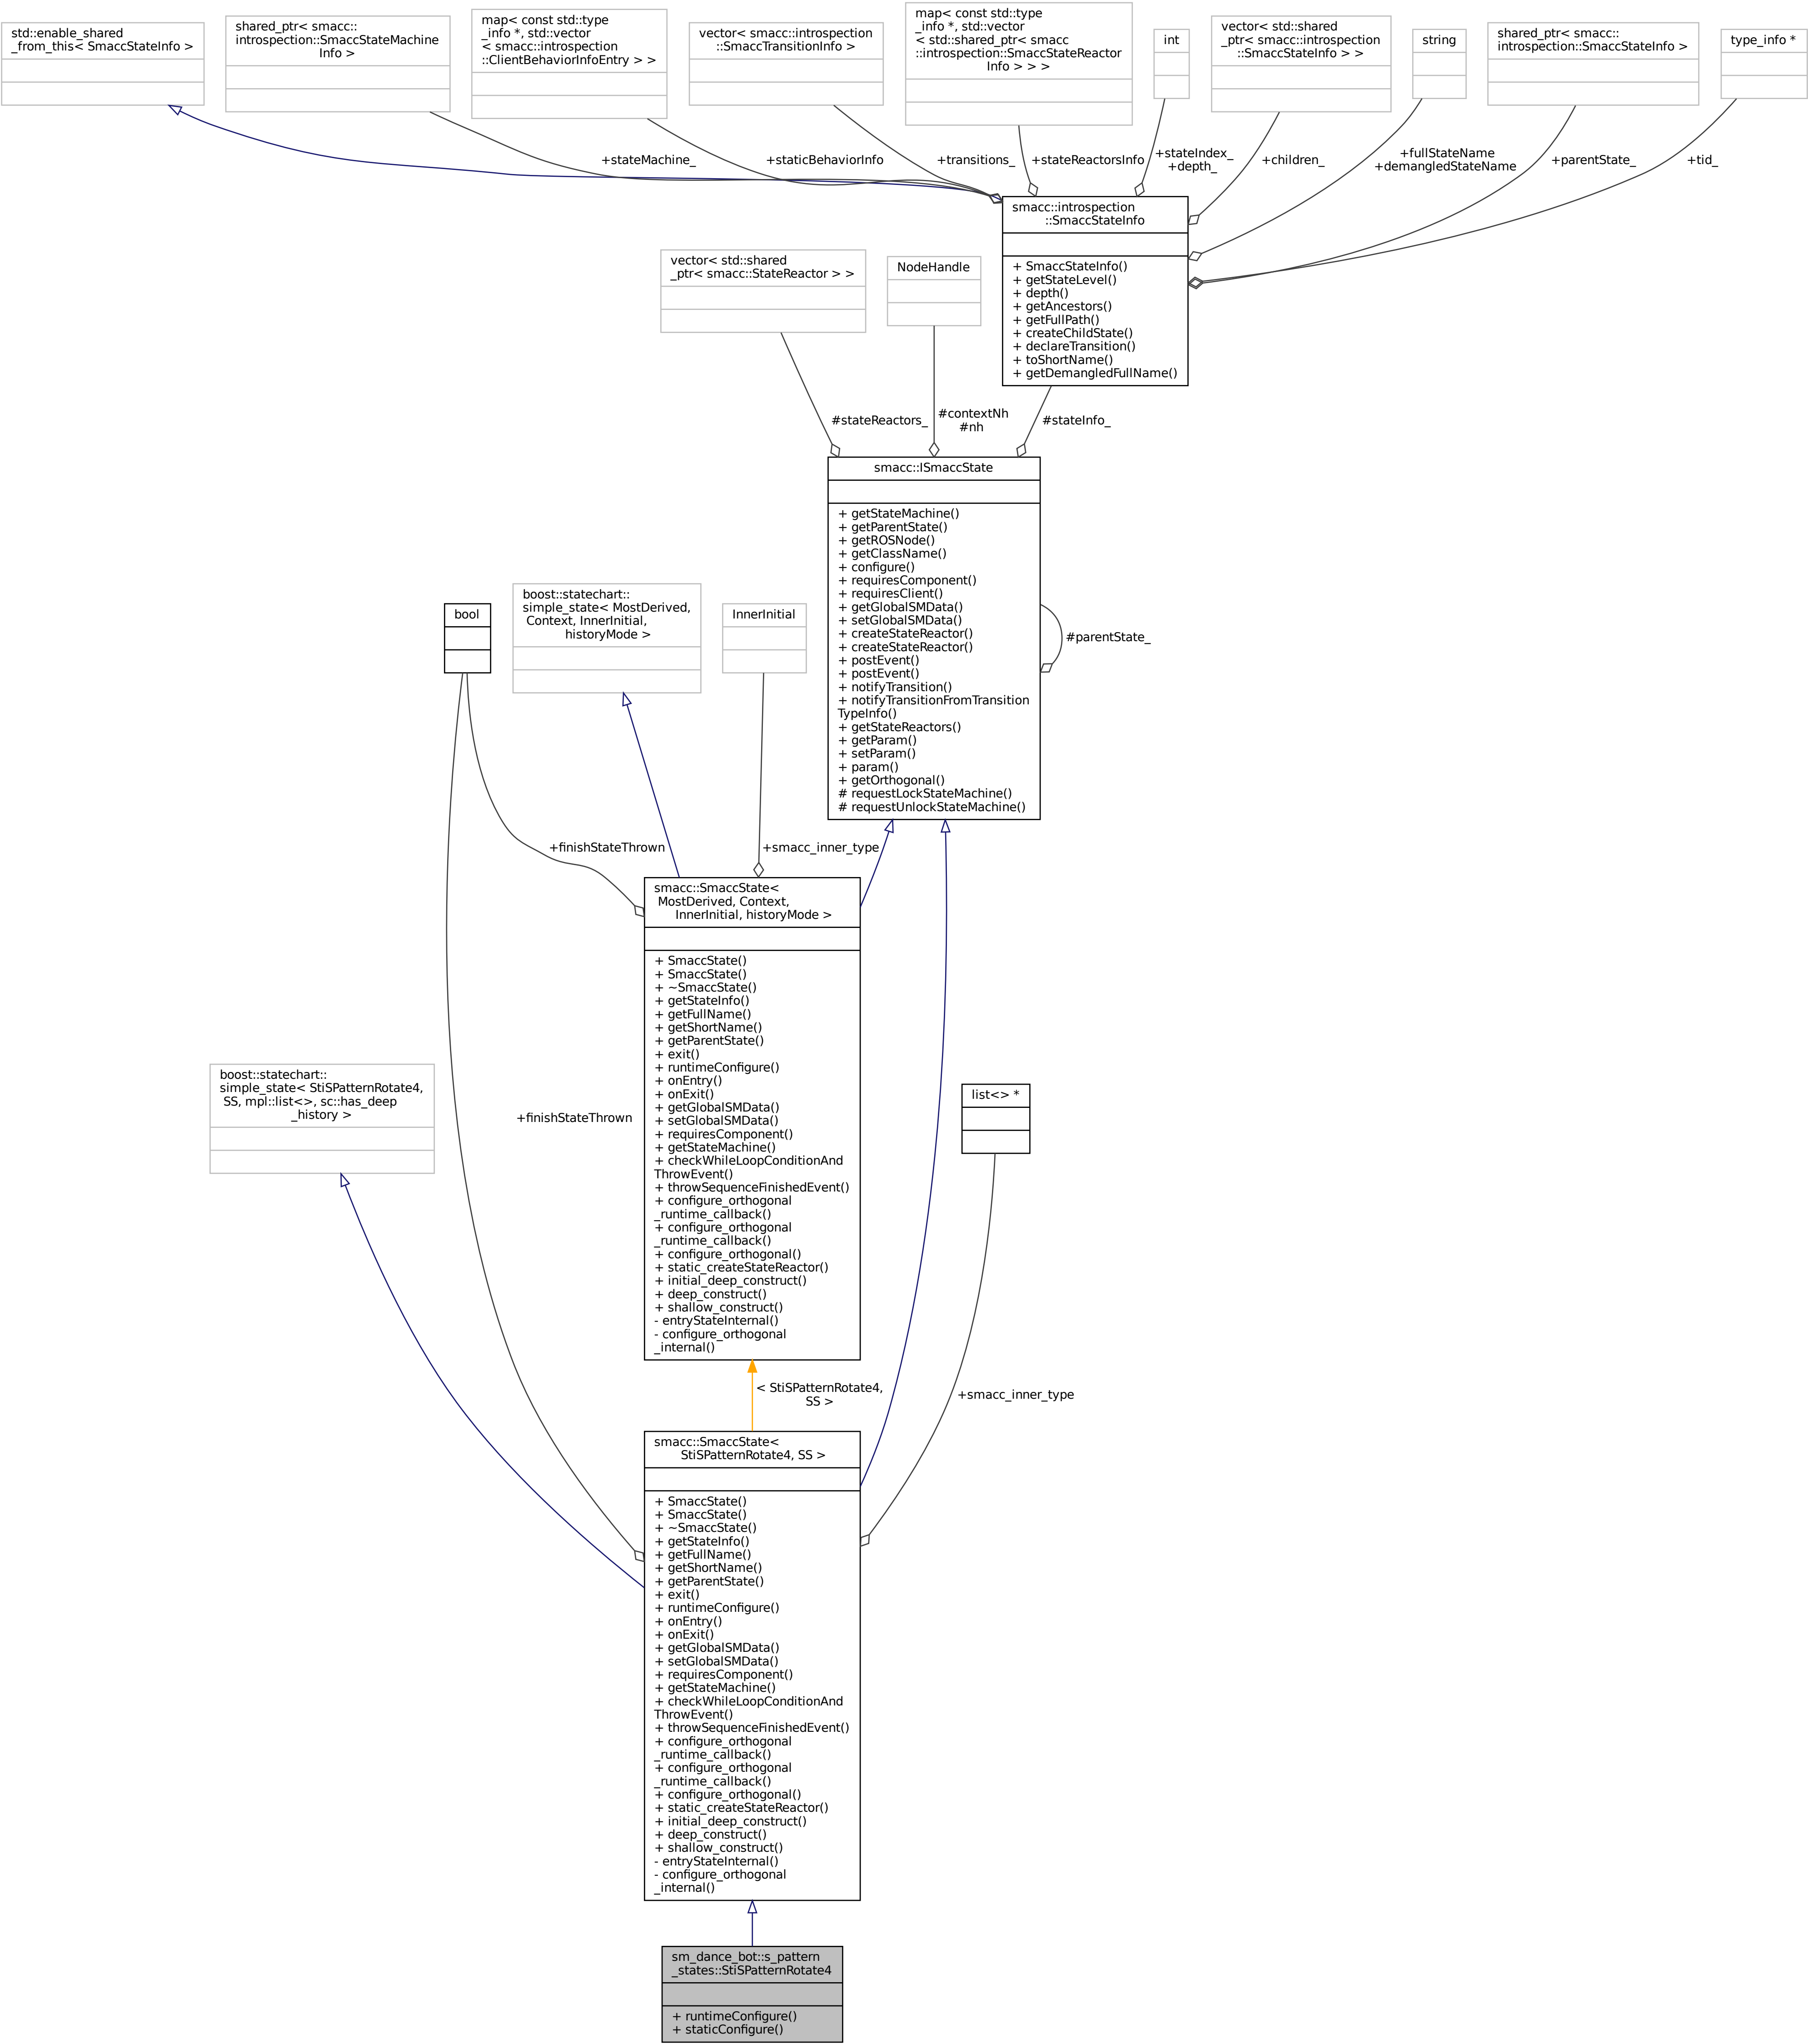 std::enable_shared
_from_this< SmaccStateInfo >
shared_ptr< smacc::
introspection::SmaccStateMachine
Info >
map< const std::type
_info *, std::vector
< smacc::introspection
::ClientBehaviorInfoEntry > >
vector< smacc::introspection
::SmaccTransitionInfo >
map< const std::type
_info *, std::vector
< std::shared_ptr< smacc
::introspection::SmaccStateReactor
Info > > >
int
vector< std::shared
_ptr< smacc::introspection
::SmaccStateInfo > >
string
shared_ptr< smacc::
introspection::SmaccStateInfo >
type_info *
+stateMachine_
+staticBehaviorInfo
+transitions_
+stateReactorsInfo
+stateIndex_
+depth_
+children_
+fullStateName
+demangledStateName
+parentState_
+tid_
smacc::introspection
::SmaccStateInfo
+ SmaccStateInfo()
+ getStateLevel()
+ depth()
+ getAncestors()
+ getFullPath()
+ createChildState()
+ declareTransition()
+ toShortName()
+ getDemangledFullName()
vector< std::shared
_ptr< smacc::StateReactor > >
NodeHandle
#stateReactors_
#contextNh
#nh
#stateInfo_
smacc::ISmaccState
+ getStateMachine()
+ getParentState()
+ getROSNode()
+ getClassName()
+ configure()
+ requiresComponent()
+ requiresClient()
+ getGlobalSMData()
+ setGlobalSMData()
+ createStateReactor()
+ createStateReactor()
+ postEvent()
+ postEvent()
+ notifyTransition()
+ notifyTransitionFromTransition
TypeInfo()
+ getStateReactors()
+ getParam()
+ setParam()
+ param()
+ getOrthogonal()
# requestLockStateMachine()
# requestUnlockStateMachine()
#parentState_
bool
boost::statechart::
simple_state< MostDerived,
Context, InnerInitial,
historyMode >
InnerInitial
+finishStateThrown
+smacc_inner_type
smacc::SmaccState<
MostDerived, Context,
InnerInitial, historyMode >
+ SmaccState()
+ SmaccState()
+ ~SmaccState()
+ getStateInfo()
+ getFullName()
+ getShortName()
+ getParentState()
+ exit()
+ runtimeConfigure()
+ onEntry()
+ onExit()
+ getGlobalSMData()
+ setGlobalSMData()
+ requiresComponent()
+ getStateMachine()
+ checkWhileLoopConditionAnd
ThrowEvent()
+ throwSequenceFinishedEvent()
+ configure_orthogonal
_runtime_callback()
+ configure_orthogonal
_runtime_callback()
+ configure_orthogonal()
+ static_createStateReactor()
+ initial_deep_construct()
+ deep_construct()
+ shallow_construct()
- entryStateInternal()
- configure_orthogonal
_internal()
boost::statechart::
simple_state< StiSPatternRotate4,
SS, mpl::list<>, sc::has_deep
_history >
+finishStateThrown
list<> *
< StiSPatternRotate4,
SS >
+smacc_inner_type
smacc::SmaccState<
StiSPatternRotate4, SS >
+ SmaccState()
+ SmaccState()
+ ~SmaccState()
+ getStateInfo()
+ getFullName()
+ getShortName()
+ getParentState()
+ exit()
+ runtimeConfigure()
+ onEntry()
+ onExit()
+ getGlobalSMData()
+ setGlobalSMData()
+ requiresComponent()
+ getStateMachine()
+ checkWhileLoopConditionAnd
ThrowEvent()
+ throwSequenceFinishedEvent()
+ configure_orthogonal
_runtime_callback()
+ configure_orthogonal
_runtime_callback()
+ configure_orthogonal()
+ static_createStateReactor()
+ initial_deep_construct()
+ deep_construct()
+ shallow_construct()
- entryStateInternal()
- configure_orthogonal
_internal()
sm_dance_bot::s_pattern
_states::StiSPatternRotate4
+ runtimeConfigure()
+ staticConfigure()